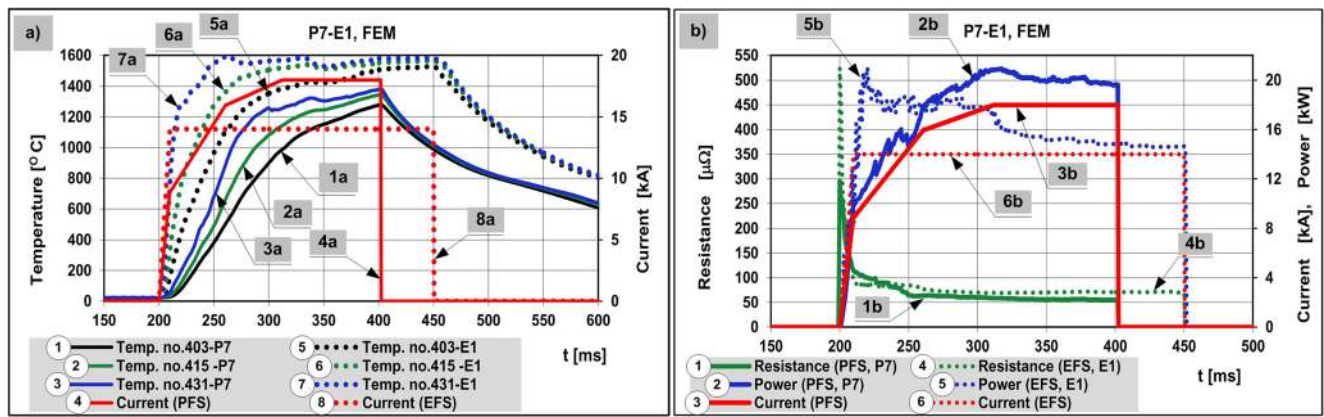 a)
P7-E1, FEM
5a
6a
7a
1a
2a
3a
4a
8a
Temperature [°C]
1600
1400
1200
1000
800
600
400
200
0
20
15
10
5
0
Current [kA]
150 200 250 300 350 400 450 500 550 600
t [ms]
1 Temp. no.403-P7
2 Temp. no.415 -P7
3 Temp. no.431-P7
4 Current (PFS)
5 Temp. no.403-E1
6 Temp. no.415 -E1
7 Temp. no.431-E1
8 Current (EFS)
b)
P7-E1, FEM
5b
2b
3b
6b
4b
1b
Resistance [µΩ]
550
500
450
400
350
300
250
200
150
100
50
0
20
16
12
8
4
0
Current [kA], Power [kW]
150 200 250 300 350 400 450 500
t [ms]
1 Resistance (PFS, P7)
2 Power (PFS, P7)
3 Current (PFS)
4 Resistance (EFS, E1)
5 Power (EFS, E1)
6 Current (EFS)